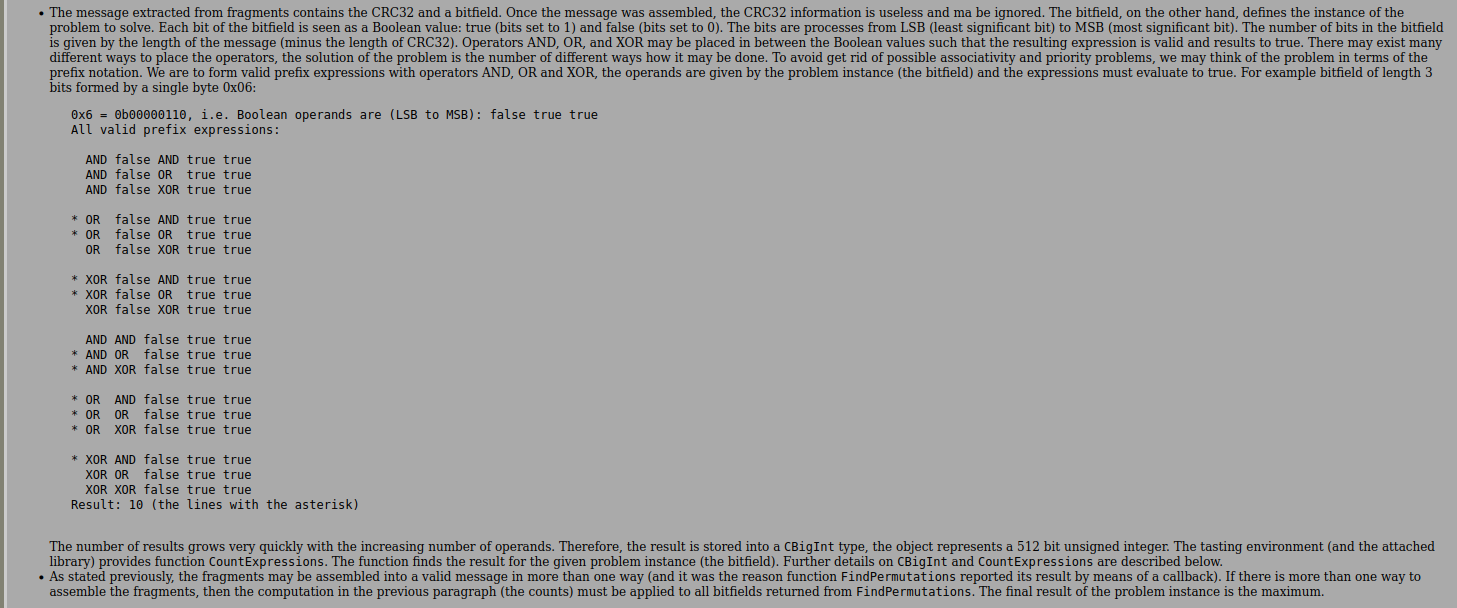 • The message extracted from fragments contains the CRC32 and a bitfield. Once the message was assembled, the CRC32 information is useless and ma be ignored. The bitfield, on the other hand, defines the instance of the
problem to solve. Each bit of the bitfield is seen as a Boolean value: true (bits set to 1) and false (bits set to 0). The bits are processes from LSB (least significant bit) to MSB (most significant bit). The number of bits in the bitfield
is given by the length of the message (minus the length of CRC32). Operators AND, OR, and XOR may be placed in between the Boolean values such that the resulting expression is valid and results to true. There may exist many
different ways to place the operators, the solution of the problem is the number of different ways how it may be done. To avoid get rid of possible associativity and priority problems, we may think of the problem in terms of the
prefix notation. We are to form valid prefix expressions with operators AND, OR and XOR, the operands are given by the problem instance (the bitfield) and the expressions must evaluate to true. For example bitfield of length 3
bits formed by a single byte 0x06:
0x6 = 0b00000110, i.e. Boolean operands are (LSB to MSB): false true true
All valid prefix expressions:
AND false AND true true
AND false OR  true true
AND false XOR true true
* OR  false AND true true
* OR  false OR  true true
OR  false XOR true true
* XOR false AND true true
* XOR false OR  true true
XOR false XOR true true
AND AND false true true
* AND OR  false true true
* AND XOR false true true
* OR  AND false true true
* OR  OR  false true true
* OR  XOR false true true
* XOR AND false true true
XOR OR  false true true
XOR XOR false true true
Result: 10 (the lines with the asterisk)
The number of results grows very quickly with the increasing number of operands. Therefore, the result is stored into a CBigInt type, the object represents a 512 bit unsigned integer. The tasting environment (and the attached
library) provides function CountExpressions. The function finds the result for the given problem instance (the bitfield). Further details on CBigInt and CountExpressions are described below.
• As stated previously, the fragments may be assembled into a valid message in more than one way (and it was the reason function FindPermutations reported its result by means of a callback). If there is more than one way to
assemble the fragments, then the computation in the previous paragraph (the counts) must be applied to all bitfields returned from FindPermutations. The final result of the problem instance is the maximum.